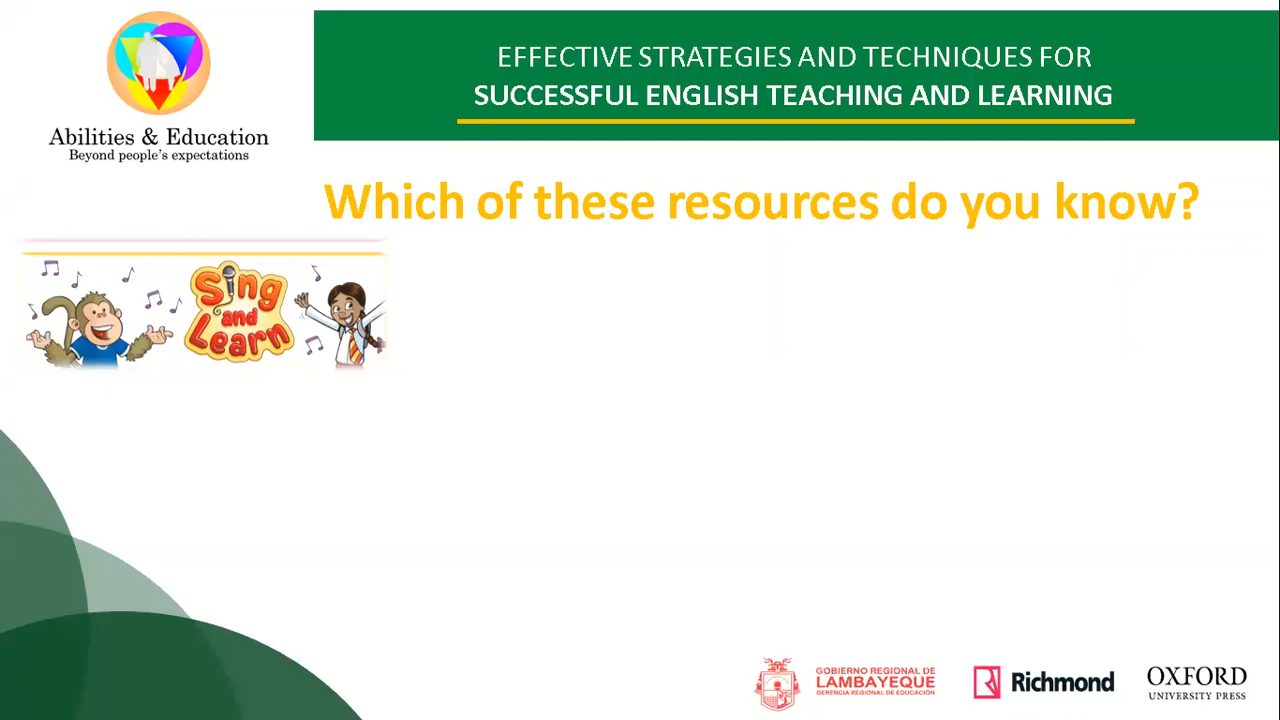 EFFECTIVE STRATEGIES AND TECHNIQUES FOR
SUCCESSFUL ENGLISH TEACHING AND LEARNING
Abilities & Education
Beyond people's expectations
Which of these resources do you know?
Sing
and
Learn
GOBIERNO REGIONAL DE
LAMBAYEQUE
GERENCIA REGIONAL DE EDUCACIÓN
Richmond
OXFORD
UNIVERSITY PRESS